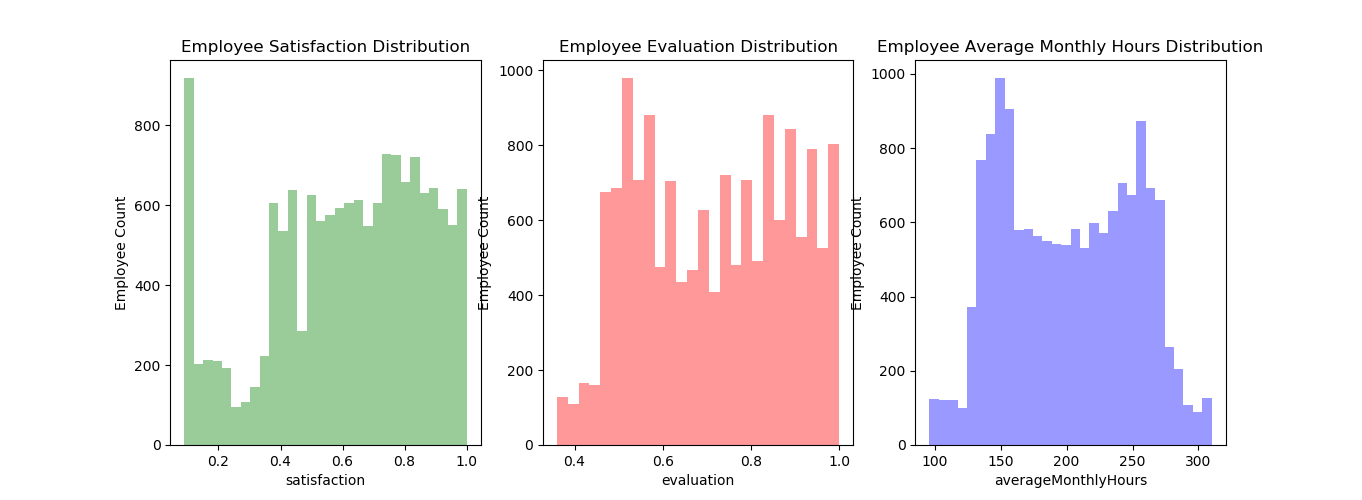 Employee Satisfaction Distribution
Employee Count
800
600
400
200
0
0.2 0.4 0.6 0.8 1.0
satisfaction
Employee Evaluation Distribution
Employee Count
1000
800
600
400
200
0
0.4 0.6 0.8 1.0
evaluation
Employee Average Monthly Hours Distribution
Employee Count
1000
800
600
400
200
0
100 150 200 250 300
averageMonthlyHours